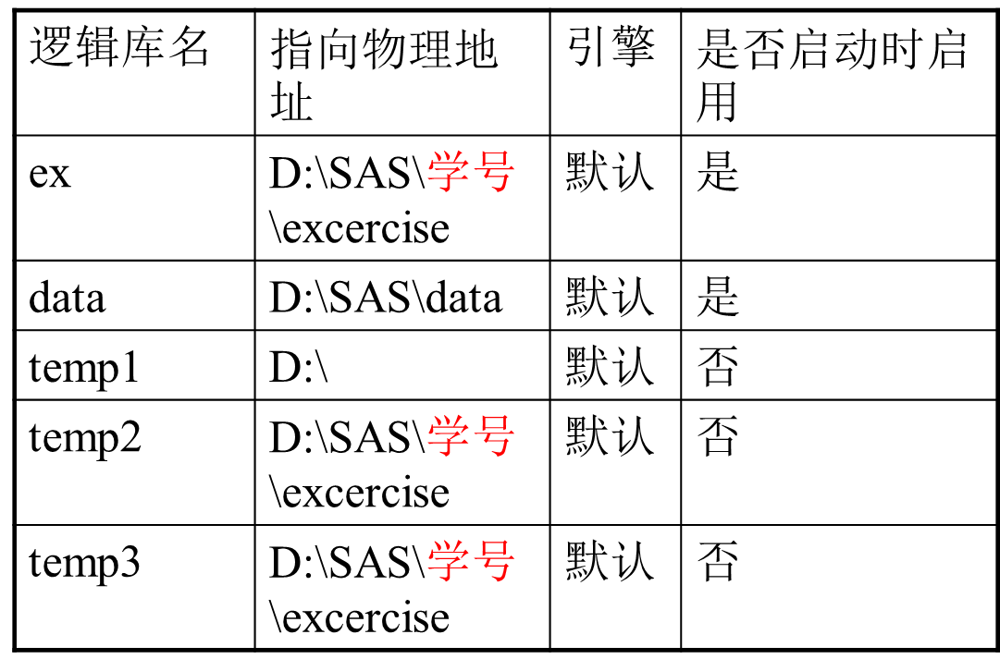 逻辑库名
指向物理地
址
引擎
是否启动时启
用
ex
D:\SAS\学号
\excercise
默认
是
data
D:\SAS\data
默认
是
temp1
D:\
默认
否
temp2
D:\SAS\学号
\excercise
默认
否
temp3
D:\SAS\学号
\excercise
默认
否